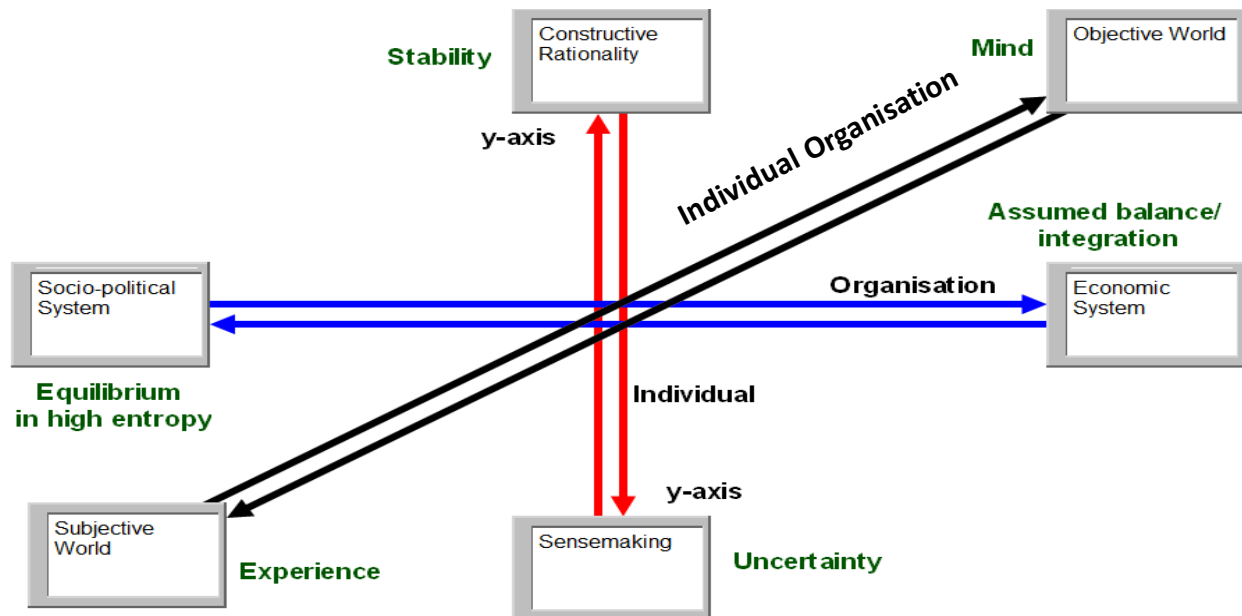 Constructive
Rationality
Stability
Mind
Objective World
y-axis
Individual Organisation
Assumed balance/
integration
Socio-political
System
Organisation
Economic
System
Equilibrium
in high entropy
Individual
y-axis
Subjective
World
Experience
Sensemaking
Uncertainty